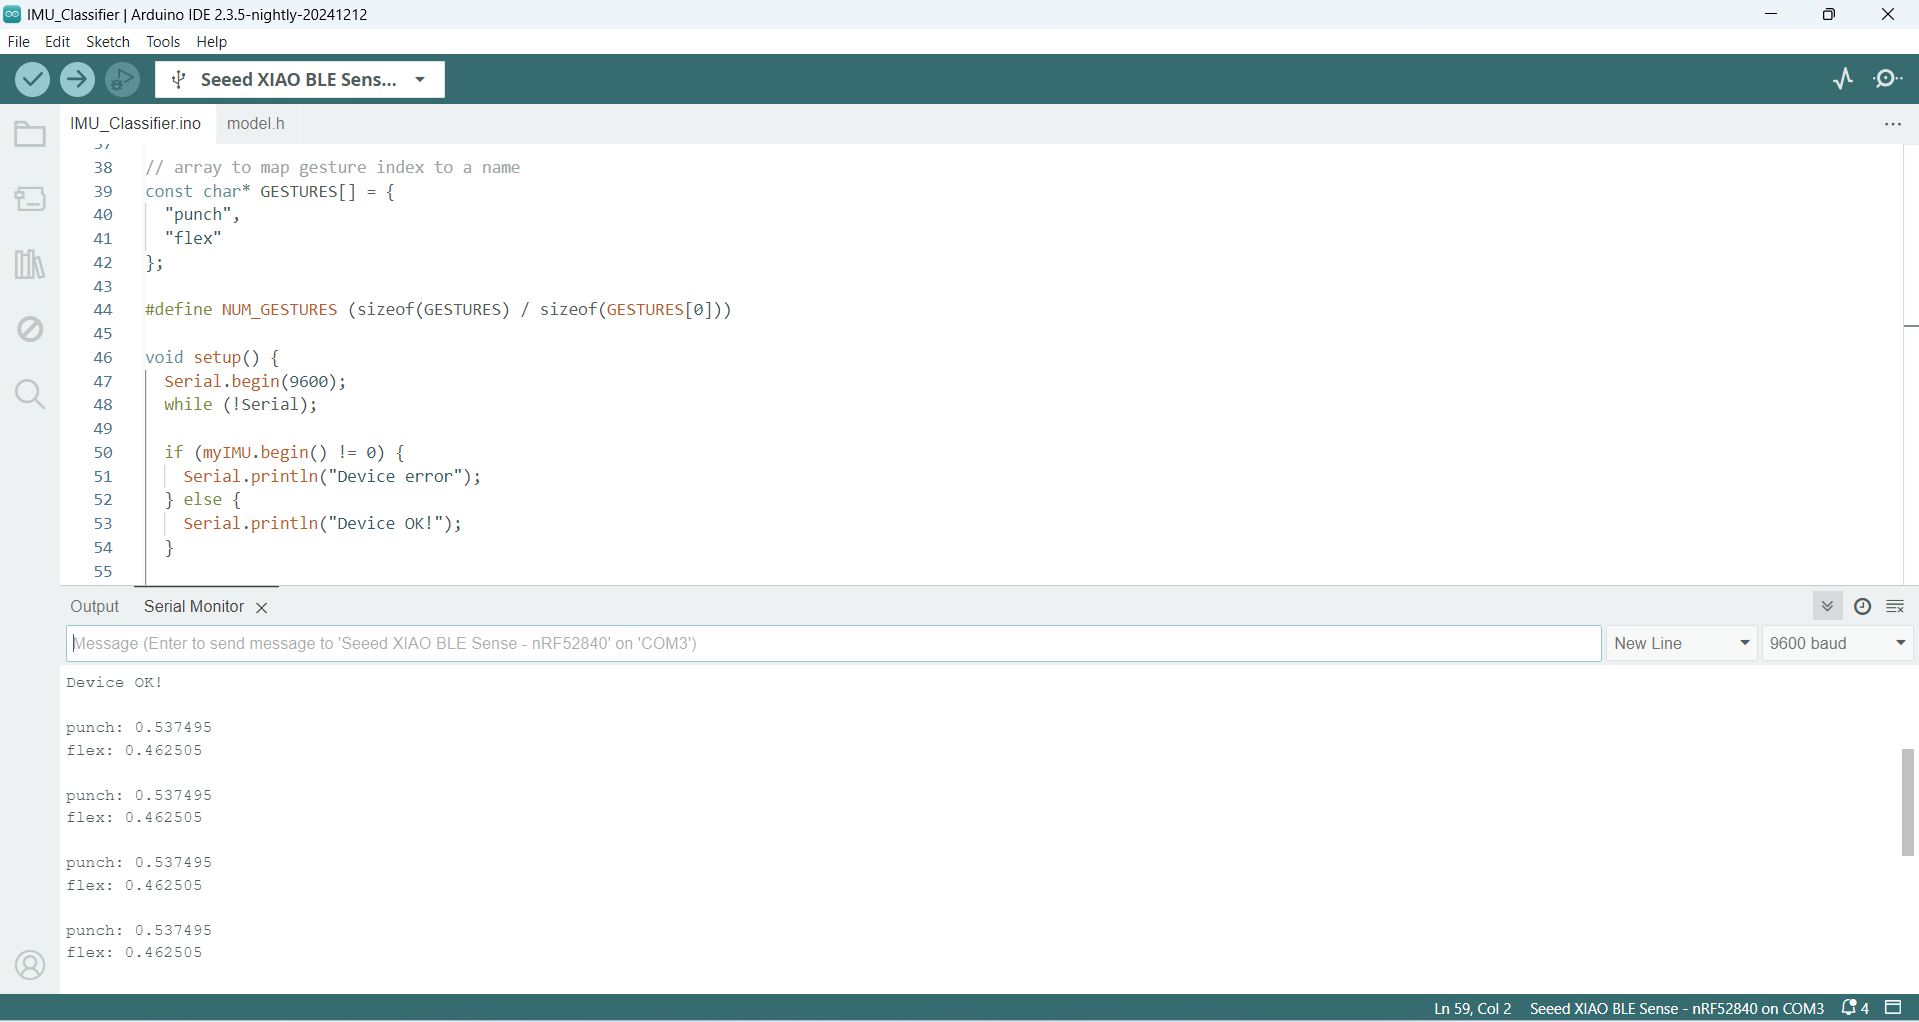 IMU_Classifier | Arduino IDE 2.3.5-nightly-20241212
File Edit Sketch Tools Help
Seeed XIAO BLE Sens...
IMU_Classifier.ino model.h
37
38 // array to map gesture index to a name
39 const char* GESTURES[] = {
40 "punch",
41 "flex"
42 };
43
44 #define NUM_GESTURES (sizeof(GESTURES) / sizeof(GESTURES[0]))
45
46 void setup() {
47 Serial.begin(9600);
48 while (!Serial);
49
50 if (myIMU.begin() != 0) {
51 Serial.println("Device error");
52 } else {
53 Serial.println("Device OK!");
54 }
55
Output Serial Monitor
Message (Enter to send message to 'Seeed XIAO BLE Sense - nRF52840' on 'COM3')
New Line 9600 baud
Device OK!
punch: 0.537495
flex: 0.462505
punch: 0.537495
flex: 0.462505
punch: 0.537495
flex: 0.462505
punch: 0.537495
flex: 0.462505
Ln 59, Col 2 Seeed XIAO BLE Sense - nRF52840 on COM3 4